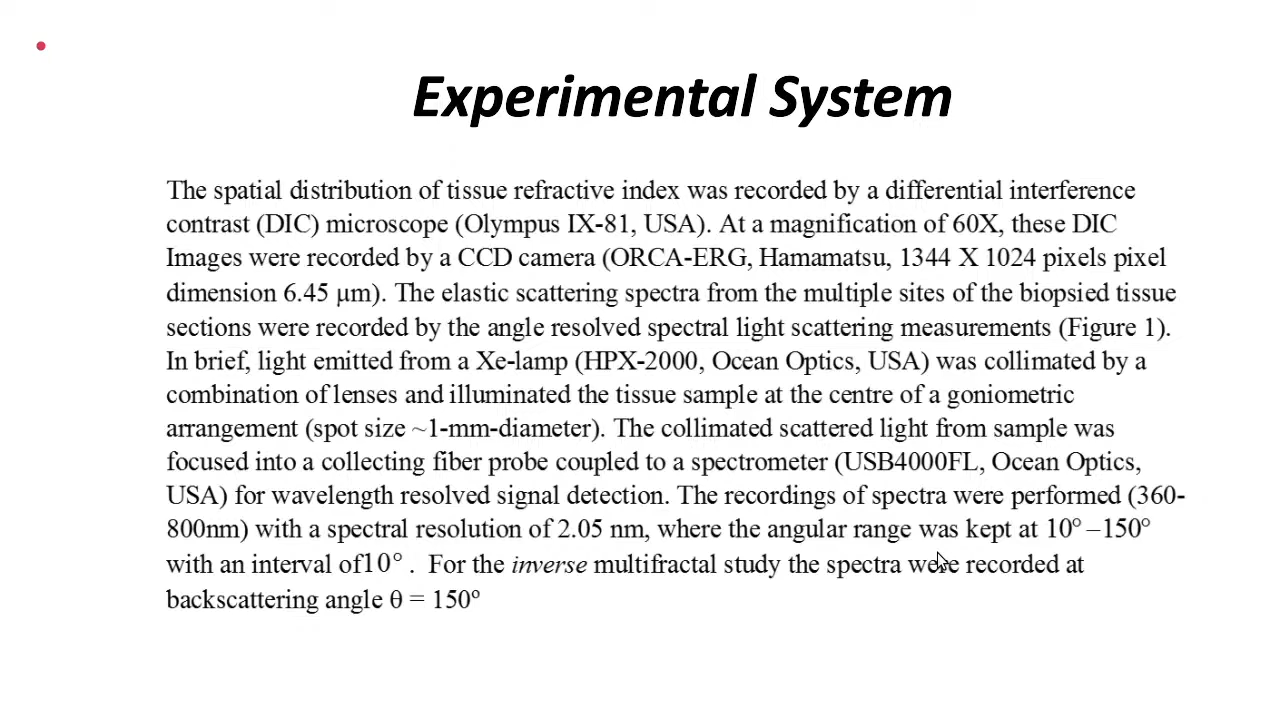 Experimental System
The spatial distribution of tissue refractive index was recorded by a differential interference
contrast (DIC) microscope (Olympus IX-81, USA). At a magnification of 60X, these DIC
Images were recorded by a CCD camera (ORCA-ERG, Hamamatsu, 1344 X 1024 pixels pixel
dimension 6.45 μm). The elastic scattering spectra from the multiple sites of the biopsied tissue
sections were recorded by the angle resolved spectral light scattering measurements (Figure 1).
In brief, light emitted from a Xe-lamp (HPX-2000, Ocean Optics, USA) was collimated by a
combination of lenses and illuminated the tissue sample at the centre of a goniometric
arrangement (spot size ~1-mm-diameter). The collimated scattered light from sample was
focused into a collecting fiber probe coupled to a spectrometer (USB4000FL, Ocean Optics,
USA) for wavelength resolved signal detection. The recordings of spectra were performed (360-
800nm) with a spectral resolution of 2.05 nm, where the angular range was kept at 10° –150°
with an interval of10° . For the inverse multifractal study the spectra were recorded at
backscattering angle θ = 150°